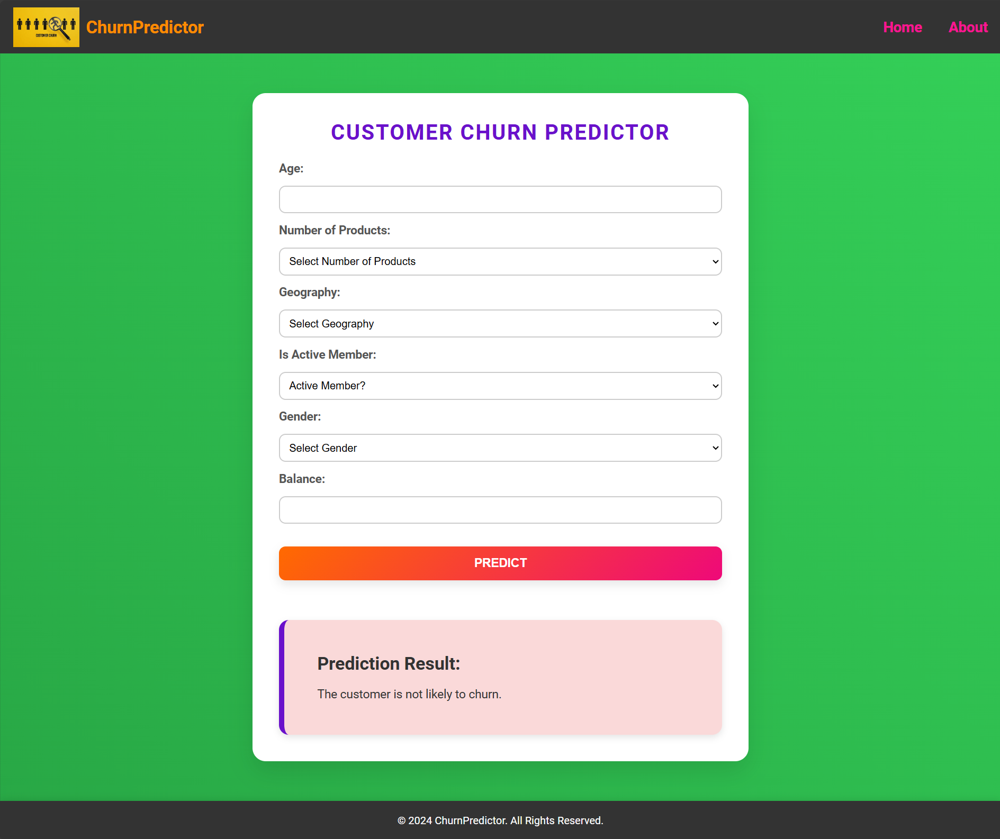 CUSTOMER CHURN
ChurnPredictor
Home
About
CUSTOMER CHURN PREDICTOR
Age:
Number of Products:
Select Number of Products
Geography:
Select Geography
Is Active Member:
Active Member?
Gender:
Select Gender
Balance:
PREDICT
Prediction Result:
The customer is not likely to churn.
© 2024 ChurnPredictor. All Rights Reserved.